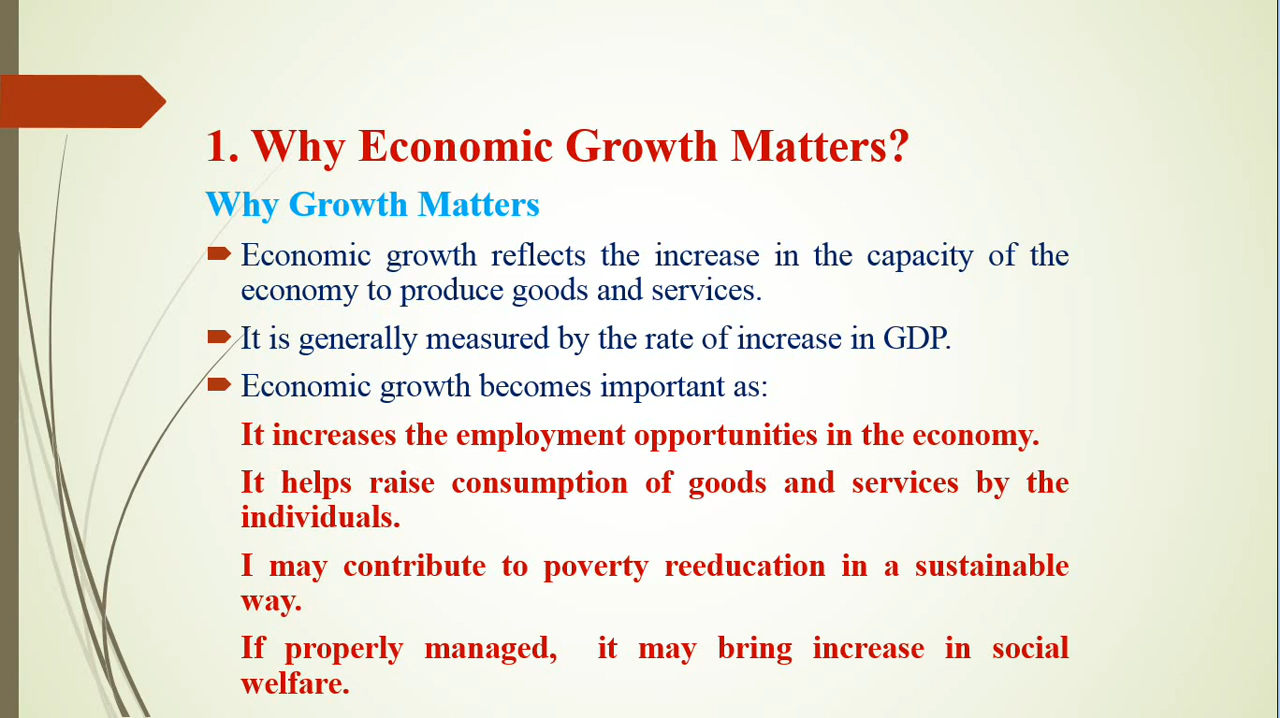 1. Why Economic Growth Matters?
Why Growth Matters
Economic growth reflects the increase in the capacity of the
economy to produce goods and services.
It is generally measured by the rate of increase in GDP.
Economic growth becomes important as:
It increases the employment opportunities in the economy.
It helps raise consumption of goods and services by the
individuals.
I may contribute to poverty reeducation in a sustainable
way.
If properly managed, it may bring increase in social
welfare.